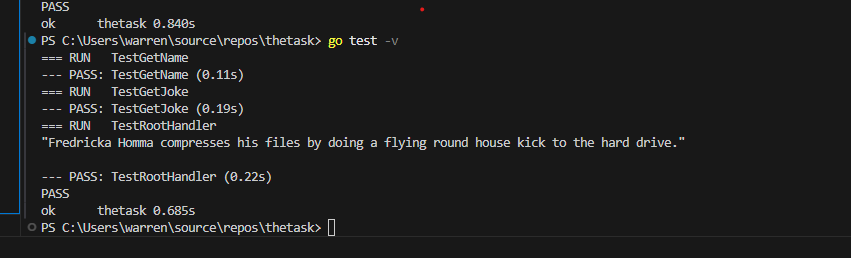 PASS
ok      thetask 0.840s
PS C:\Users\warren\source\repos\thetask> go test -v
=== RUN   TestGetName
--- PASS: TestGetName (0.11s)
=== RUN   TestGetJoke
--- PASS: TestGetJoke (0.19s)
=== RUN   TestRootHandler
"Fredricka Homma compresses his files by doing a flying round house kick to the hard drive."
--- PASS: TestRootHandler (0.22s)
PASS
ok      thetask 0.685s
PS C:\Users\warren\source\repos\thetask>